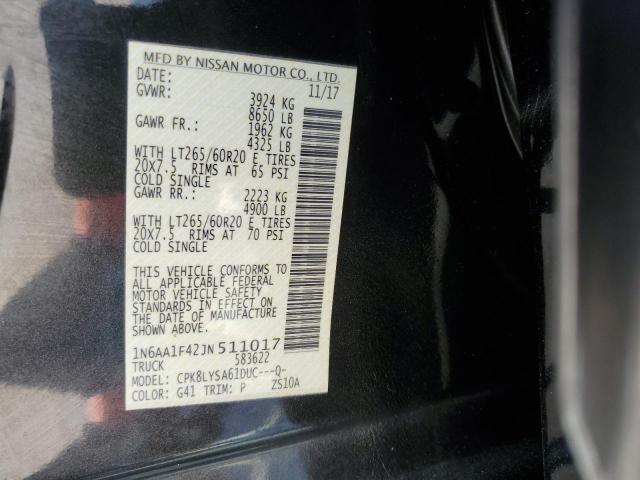 MFD BY NISSAN MOTOR CO., LTD.
DATE: 11/17
GVWR: 3924 KG
8650 LB
GAWR FR.: 1962 KG
4325 LB
WITH LT265/60R20 E TIRES
20X7.5 RIMS AT 65 PSI
COLD SINGLE
GAWR RR.: 2223 KG
4900 LB
WITH LT265/60R20 E TIRES
20X7.5 RIMS AT 70 PSI
COLD SINGLE
THIS VEHICLE CONFORMS TO
ALL APPLICABLE FEDERAL
MOTOR VEHICLE SAFETY
STANDARDS IN EFFECT ON
THE DATE OF MANUFACTURE
SHOWN ABOVE.
1N6AA1F42JN511017
TRUCK 583622
MODEL: CPK8LYSA61DUC---Q-
COLOR: G41 TRIM: P ZS10A